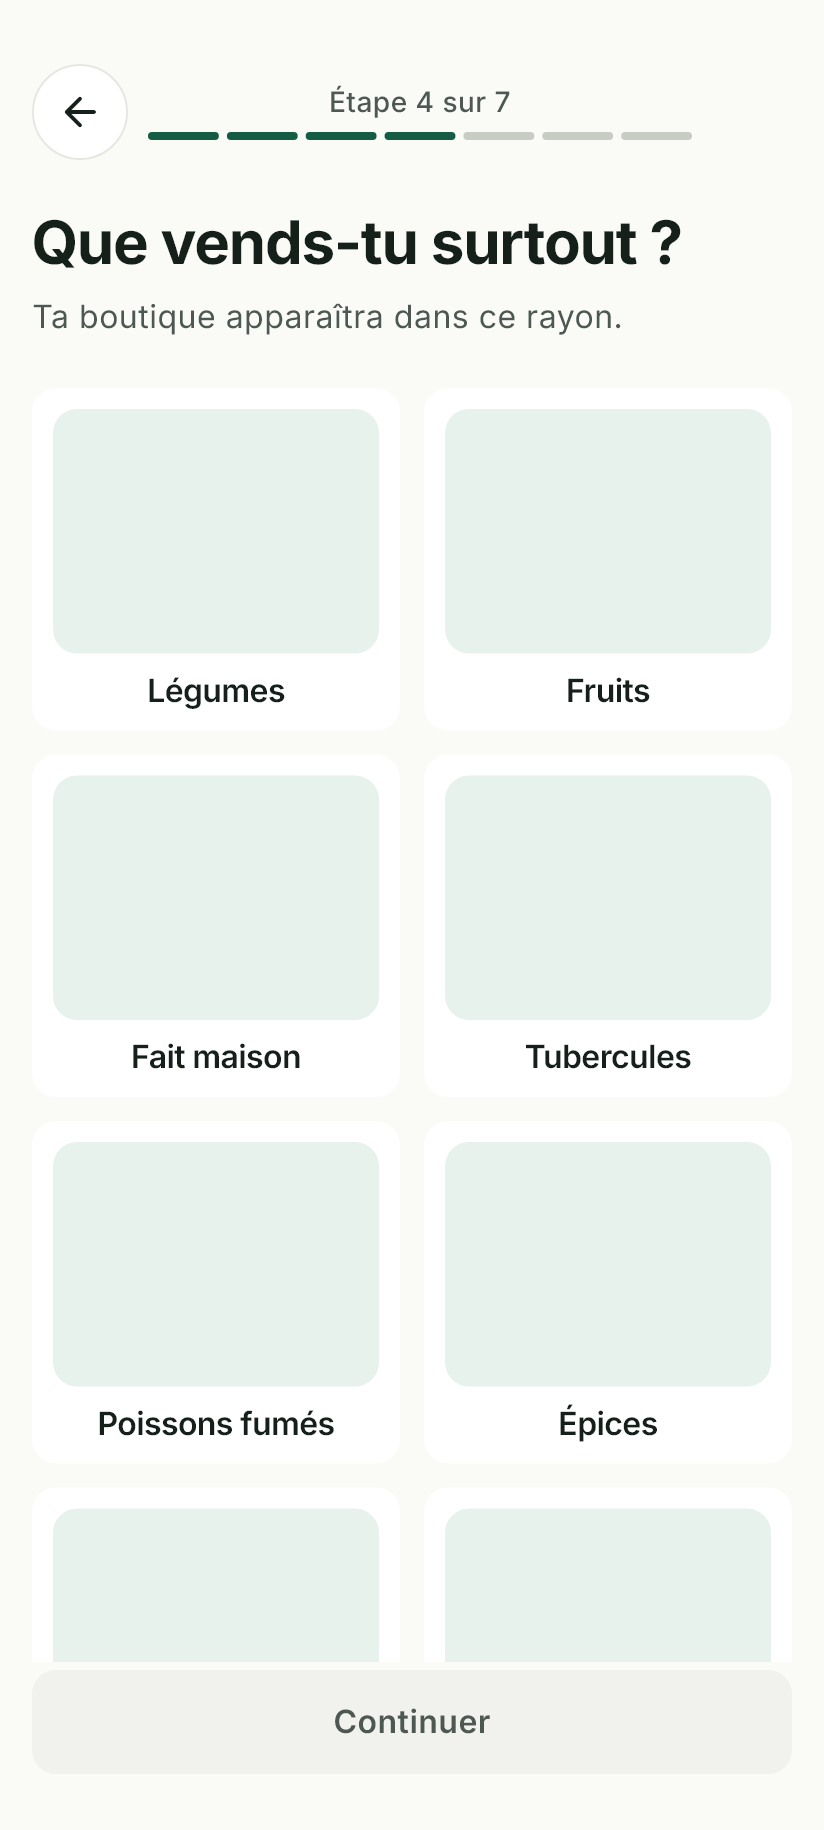 Étape 4 sur 7
Que vends-tu surtout ?
Ta boutique apparaîtra dans ce rayon.
Légumes
Fruits
Fait maison
Tubercules
Poissons fumés
Épices
Continuer